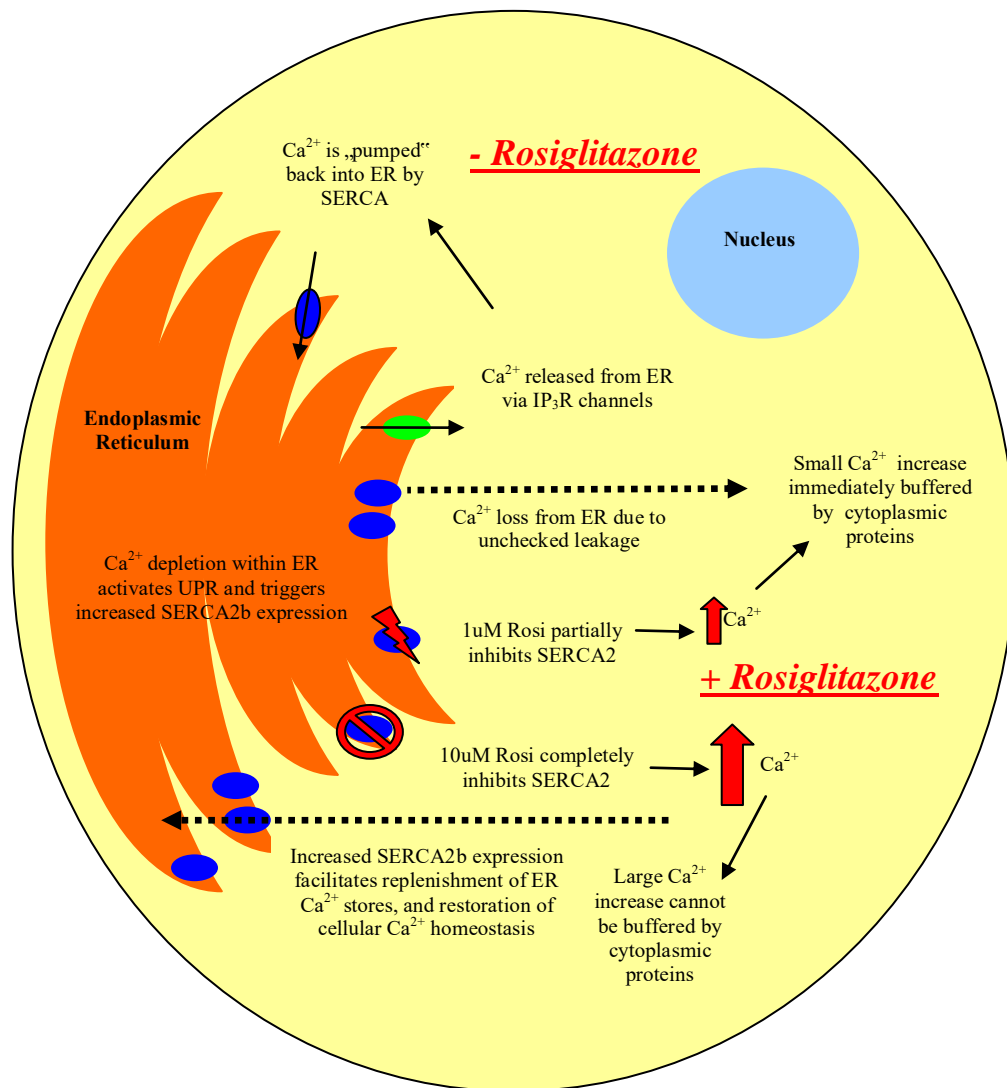 Ca²⁺ is „pumped‟
back into ER by
SERCA
- Rosiglitazone
Nucleus
Ca²⁺ released from ER
via IP₃R channels
Endoplasmic
Reticulum
Small Ca²⁺ increase
immediately buffered
by cytoplasmic
proteins
Ca²⁺ loss from ER due to
unchecked leakage
Ca²⁺ depletion within ER
activates UPR and triggers
increased SERCA2b expression
1uM Rosi partially
inhibits SERCA2
Ca²⁺
+ Rosiglitazone
10uM Rosi completely
inhibits SERCA2
Ca²⁺
Increased SERCA2b expression
facilitates replenishment of ER
Ca²⁺ stores, and restoration of
cellular Ca²⁺ homeostasis
Large Ca²⁺
increase cannot
be buffered by
cytoplasmic
proteins